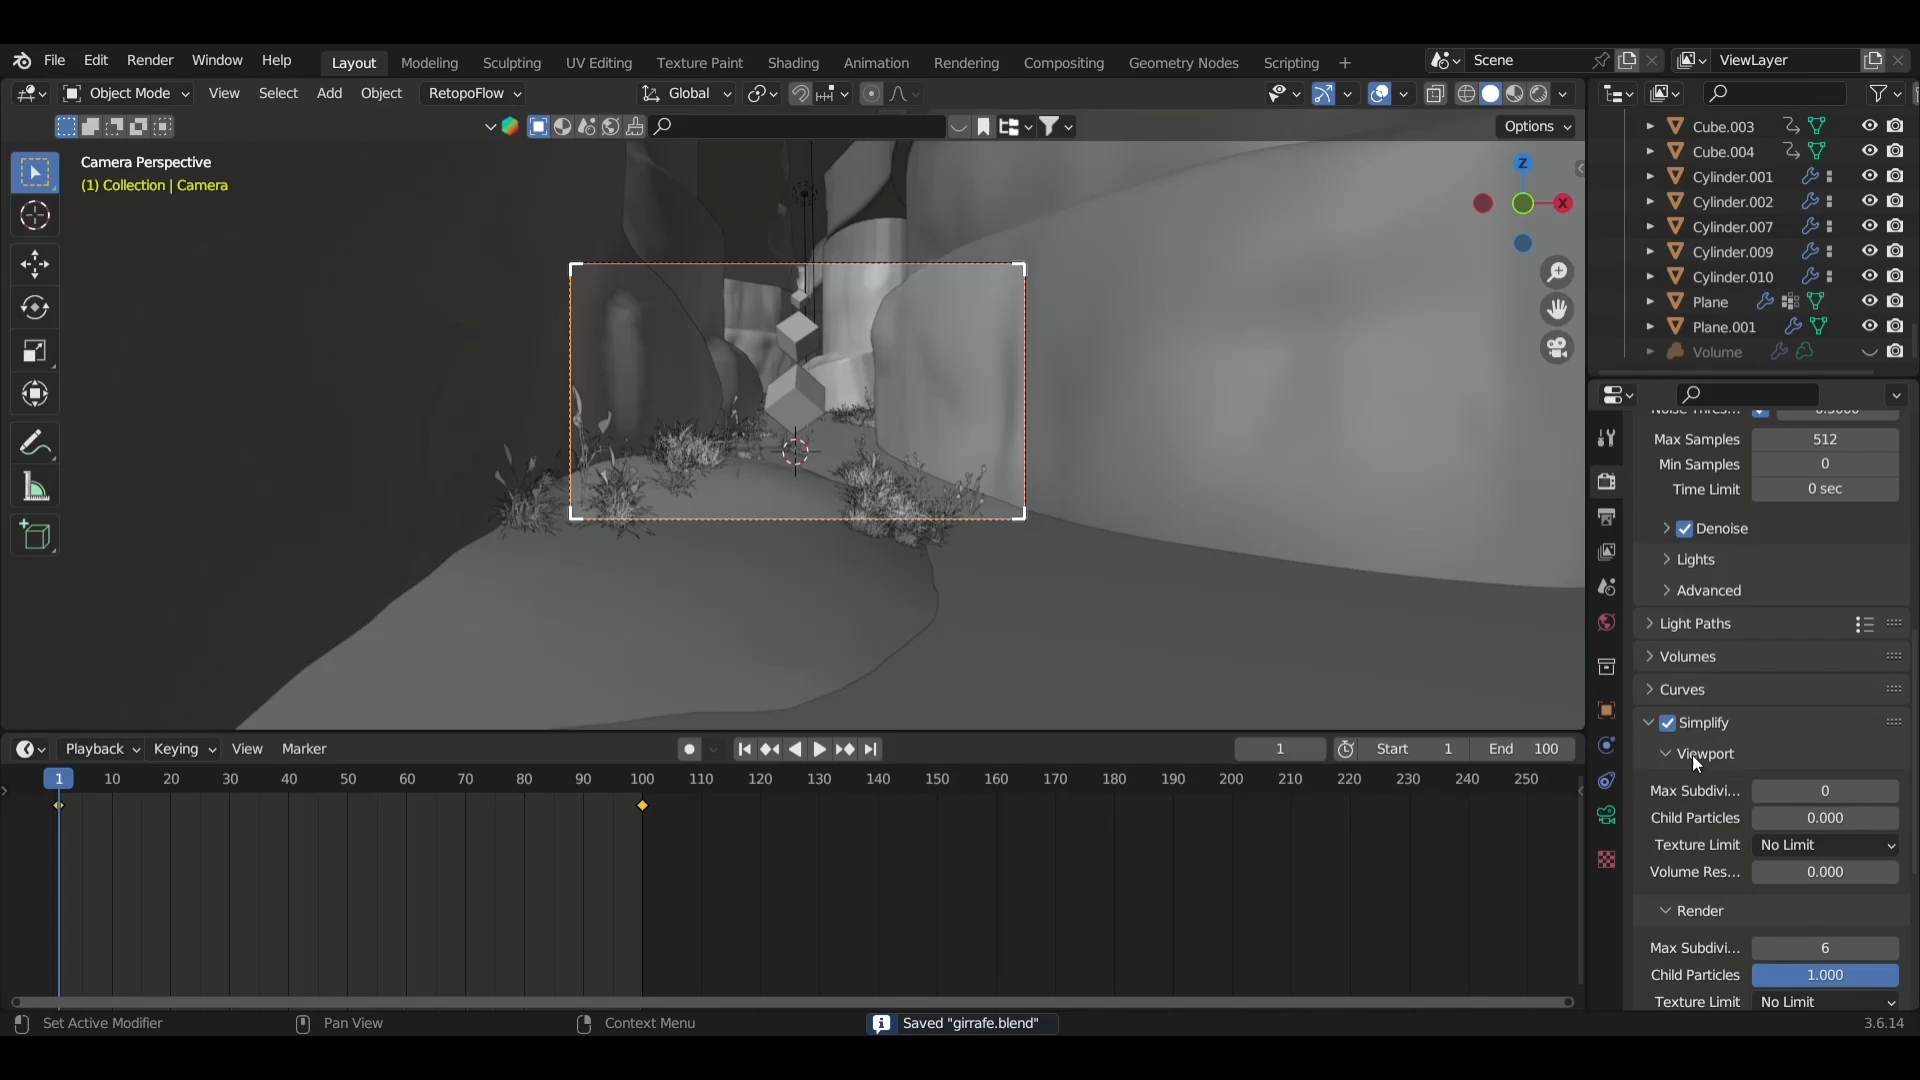 File Edit Render Window Help Layout Modeling Sculpting UV Editing Texture Paint Shading Animation Rendering Compositing Geometry Nodes Scripting + Scene ViewLayer
Object Mode View Select Add Object RetopoFlow Global
Options
Camera Perspective
(1) Collection | Camera
Z
X
Cube.003
Cube.004
Cylinder.001
Cylinder.002
Cylinder.007
Cylinder.009
Cylinder.010
Plane
Plane.001
Volume
Max Samples 512
Min Samples 0
Time Limit 0 sec
Denoise
Lights
Advanced
Light Paths
Volumes
Curves
Simplify
Viewport
Max Subdivi... 0
Child Particles 0.000
Texture Limit No Limit
Volume Res... 0.000
Render
Max Subdivi... 6
Child Particles 1.000
Texture Limit No Limit
Playback Keying View Marker 1 Start 1 End 100
1 10 20 30 40 50 60 70 80 90 100 110 120 130 140 150 160 170 180 190 200 210 220 230 240 250
Set Active Modifier Pan View Context Menu Saved "girrafe.blend" 3.6.14